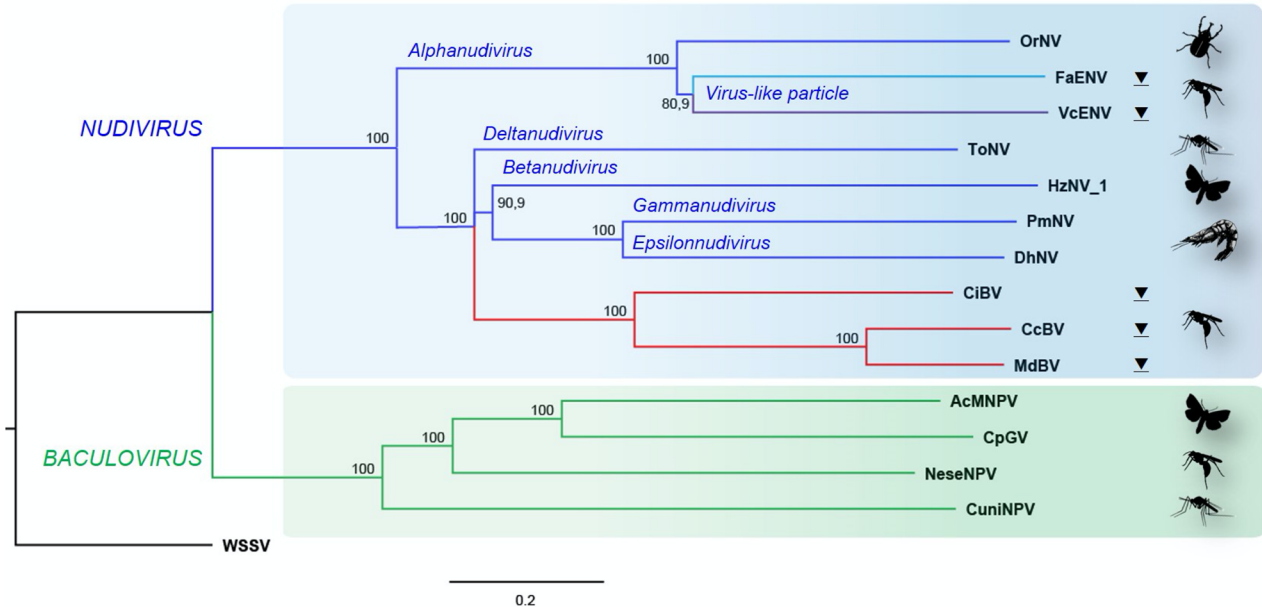 Alphanudivirus
100
OrNV
FaENV
Virus-like particle
80,9
VcENV
NUDIVIRUS
100
Deltanudivirus
ToNV
Betanudivirus
HzNV_1
90,9
Gammanudivirus
100
PmNV
100
Epsilonnudivirus
DhNV
CiBV
100
CcBV
100
MdBV
AcMNPV
100
CpGV
100
BACULOVIRUS
100
NeseNPV
CuniNPV
WSSV
0.2